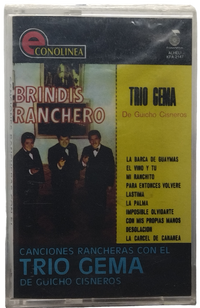 ECONOLINEA
BRINDIS
RANCHERO
TRIO GEMA
De Guicho Cisneros
LA BARCA DE GUAYMAS
EL VINO Y TU
MI RANCHITO
PARA ENTONCES VOLVERE
LASTIMA
LA PALMA
IMPOSIBLE OLVIDARTE
CON MIS PROPIAS MANOS
DESOLACION
LA CARCEL DE CANANEA
CANCIONES RANCHERAS CON EL
TRIO GEMA
DE GUICHO CISNEROS